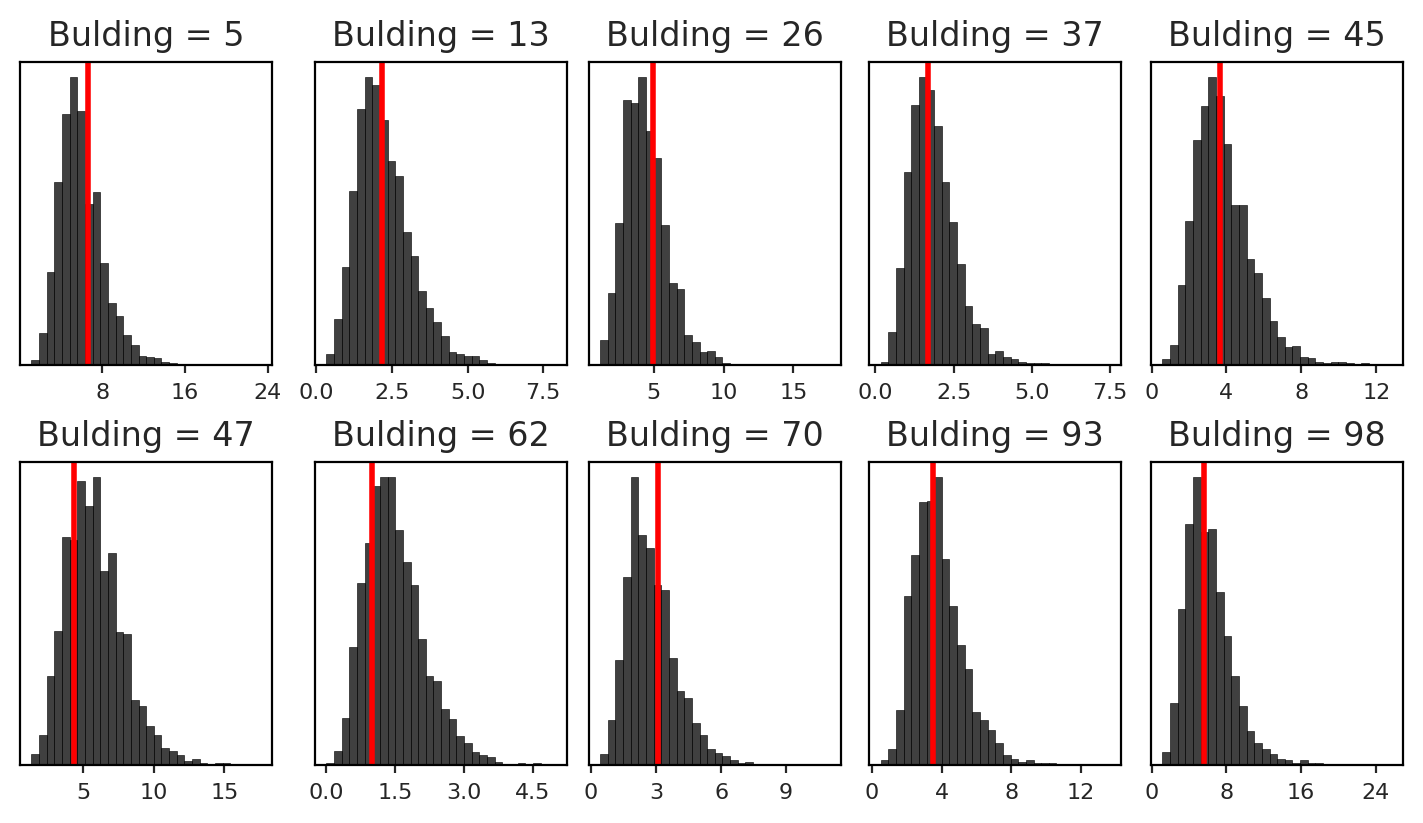 Bulding = 5 Bulding = 13 Bulding = 26 Bulding = 37 Bulding = 45
8 16 24 0.0 2.5 5.0 7.5 5 10 15 0.0 2.5 5.0 7.5 0 4 8 12
Bulding = 47 Bulding = 62 Bulding = 70 Bulding = 93 Bulding = 98
5 10 15 0.0 1.5 3.0 4.5 0 3 6 9 0 4 8 12 0 8 16 24